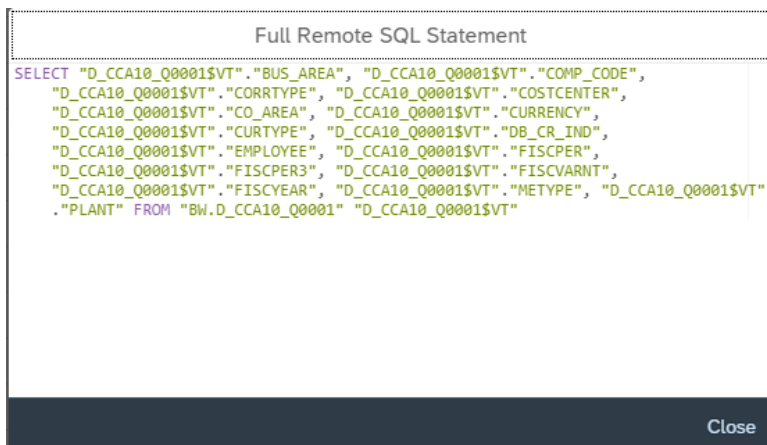 Full Remote SQL Statement
SELECT "D_CCA10_Q0001$VT"."BUS_AREA", "D_CCA10_Q0001$VT"."COMP_CODE",
"D_CCA10_Q0001$VT"."CORRTYPE", "D_CCA10_Q0001$VT"."COSTCENTER",
"D_CCA10_Q0001$VT"."CO_AREA", "D_CCA10_Q0001$VT"."CURRENCY",
"D_CCA10_Q0001$VT"."CURTYPE", "D_CCA10_Q0001$VT"."DB_CR_IND",
"D_CCA10_Q0001$VT"."EMPLOYEE", "D_CCA10_Q0001$VT"."FISCPER",
"D_CCA10_Q0001$VT"."FISCPER3", "D_CCA10_Q0001$VT"."FISCVARNT",
"D_CCA10_Q0001$VT"."FISCYEAR", "D_CCA10_Q0001$VT"."METYPE", "D_CCA10_Q0001$VT"
."PLANT" FROM "BW.D_CCA10_Q0001" "D_CCA10_Q0001$VT"
Close